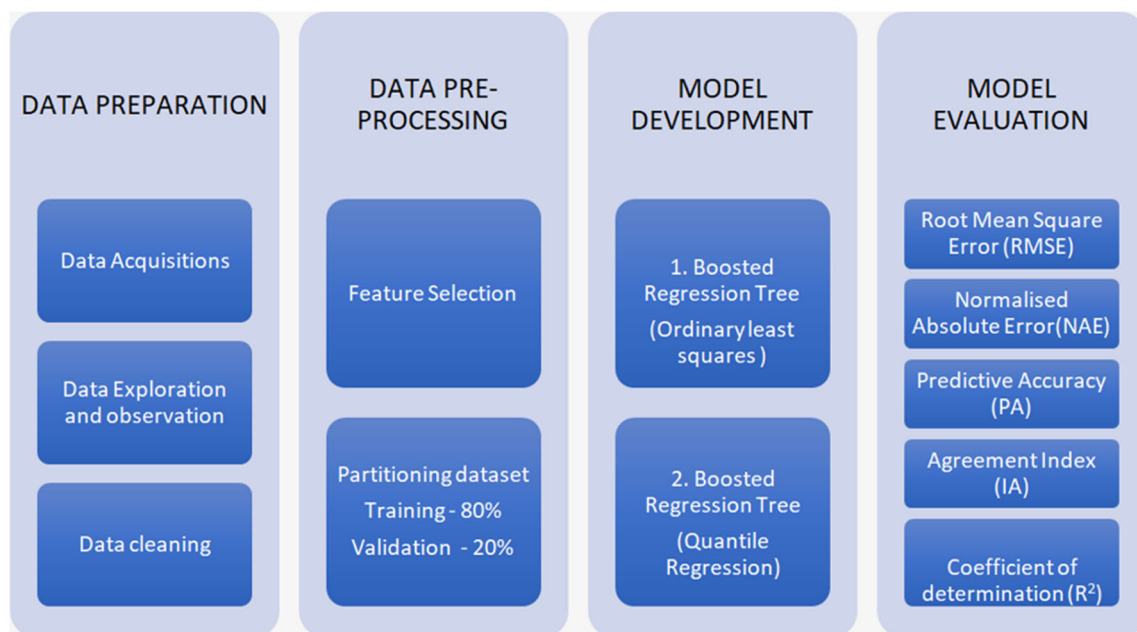 DATA PREPARATION
Data Acquisitions
Data Exploration
and observation
Data cleaning
DATA PRE-
PROCESSING
Feature Selection
Partitioning dataset
Training - 80%
Validation - 20%
MODEL
DEVELOPMENT
1. Boosted
Regression Tree
(Ordinary least
squares )
2. Boosted
Regression Tree
(Quantile
Regression)
MODEL
EVALUATION
Root Mean Square
Error (RMSE)
Normalised
Absolute Error(NAE)
Predictive Accuracy
(PA)
Agreement Index
(IA)
Coefficient of
determination (R²)